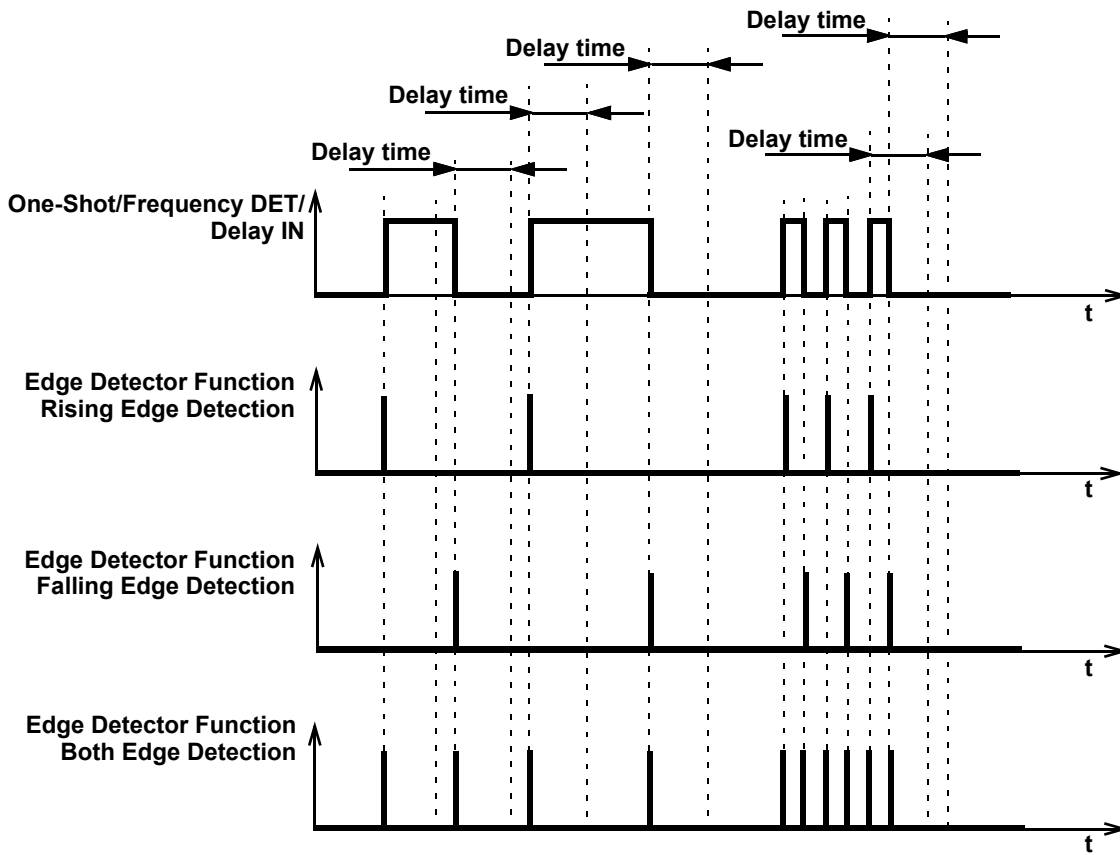 Delay time
Delay time
Delay time
Delay time
Delay time
One-Shot/Frequency DET/
Delay IN
t
Edge Detector Function
Rising Edge Detection
t
Edge Detector Function
Falling Edge Detection
t
Edge Detector Function
Both Edge Detection
t